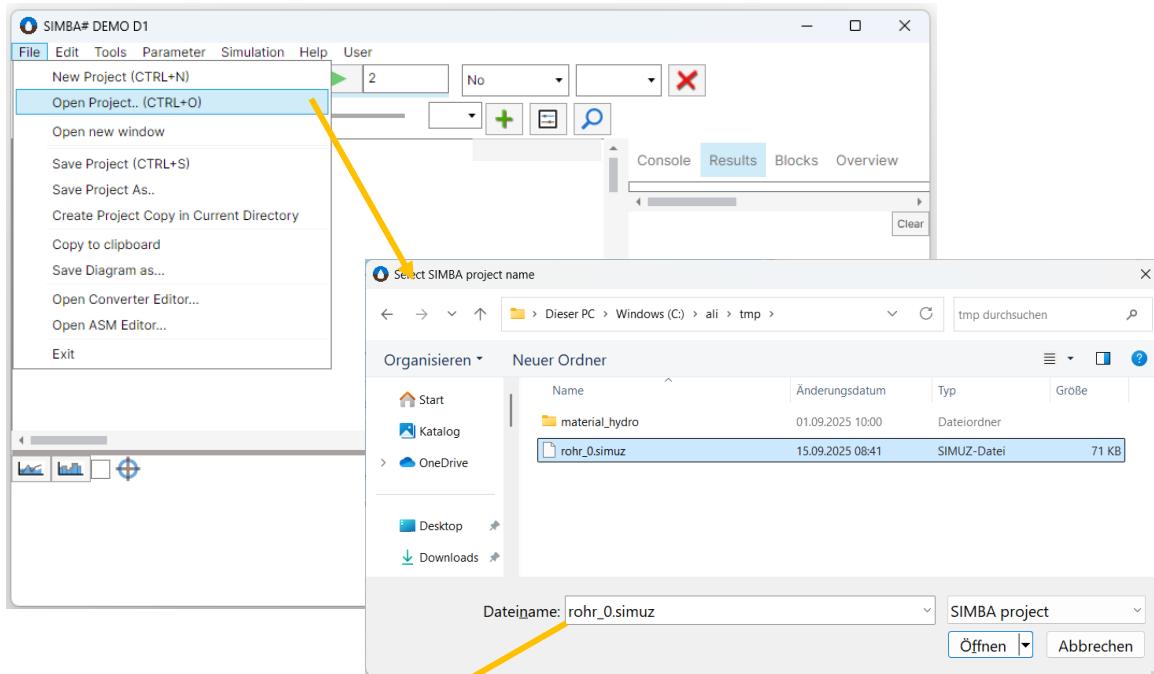 SIMBA# DEMO D1
File Edit Tools Parameter Simulation Help User
New Project (CTRL+N)
2
No
Open Project.. (CTRL+O)
Open new window
Save Project (CTRL+S)
Save Project As..
Create Project Copy in Current Directory
Copy to clipboard
Save Diagram as...
Open Converter Editor...
Open ASM Editor...
Exit
Console Results Blocks Overview
Clear
Select SIMBA project name
Dieser PC > Windows (C:) > ali > tmp >
tmp durchsuchen
Organisieren Neuer Ordner
Name Änderungsdatum Typ Größe
Start
Katalog
OneDrive
Desktop
Downloads
material_hydro 01.09.2025 10:00 Dateiordner
rohr_0.simuz 15.09.2025 08:41 SIMUZ-Datei 71 KB
Dateiname: rohr_0.simuz SIMBA project
Öffnen Abbrechen